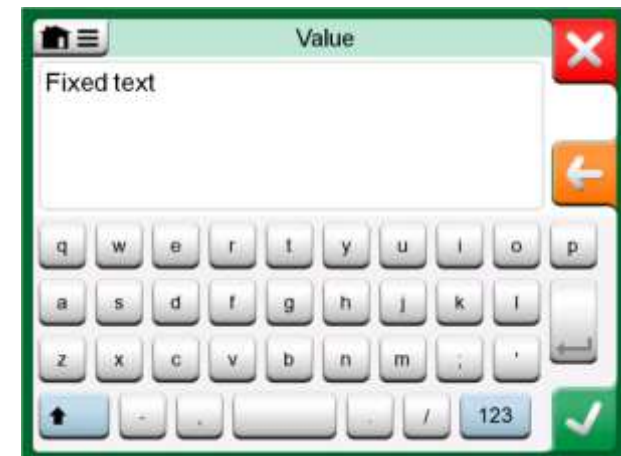 Value
Fixed text
q w e r t y u i o p
a s d f g h j k l
z x c v b n m ; '
- , . / 123